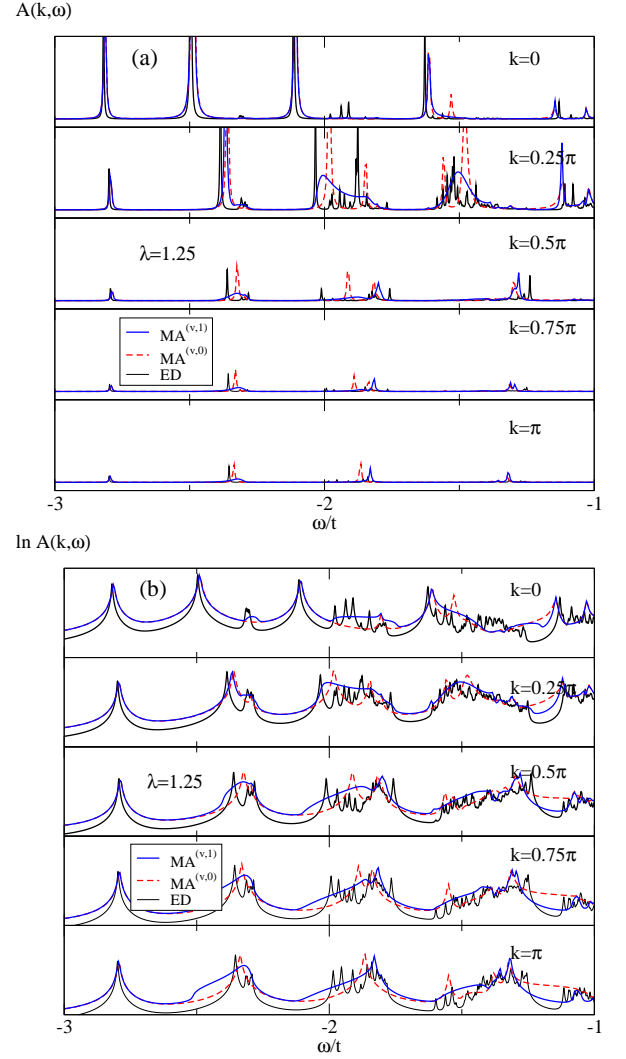 A(k,ω)
(a)
k=0
k=0.25π
λ=1.25
k=0.5π
MA(v,1)
MA(v,0)
ED
k=0.75π
k=π
-3 -2 -1
ω/t
ln A(k,ω)
(b)
k=0
k=0.25π
λ=1.25
k=0.5π
MA(v,1)
MA(v,0)
ED
k=0.75π
k=π
-3 -2 -1
ω/t